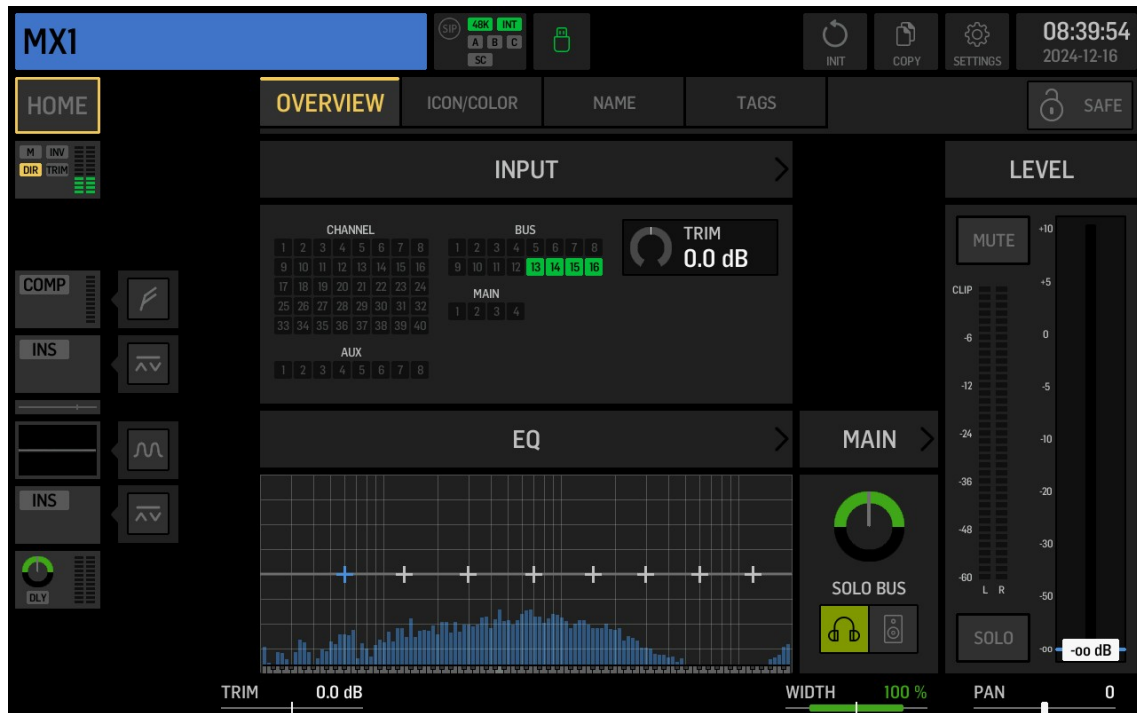 MX1
SIP 48K INT
A B C
SC
INIT COPY SETTINGS
08:39:54
2024-12-16
HOME
OVERVIEW ICON/COLOR NAME TAGS
SAFE
M INV
DIR TRIM
INPUT
LEVEL
CHANNEL
1 2 3 4 5 6 7 8
9 10 11 12 13 14 15 16
17 18 19 20 21 22 23 24
25 26 27 28 29 30 31 32
33 34 35 36 37 38 39 40
AUX
1 2 3 4 5 6 7 8
BUS
1 2 3 4 5 6 7 8
9 10 11 12 13 14 15 16
MAIN
1 2 3 4
TRIM
0.0 dB
COMP
INS
INS
DLY
EQ
MAIN
SOLO BUS
MUTE
CLIP
-6
-12
-24
-36
-48
-60
L R
SOLO
+10
+5
0
-5
-10
-20
-30
-50
-oo
-oo dB
TRIM 0.0 dB
WIDTH 100 %
PAN 0